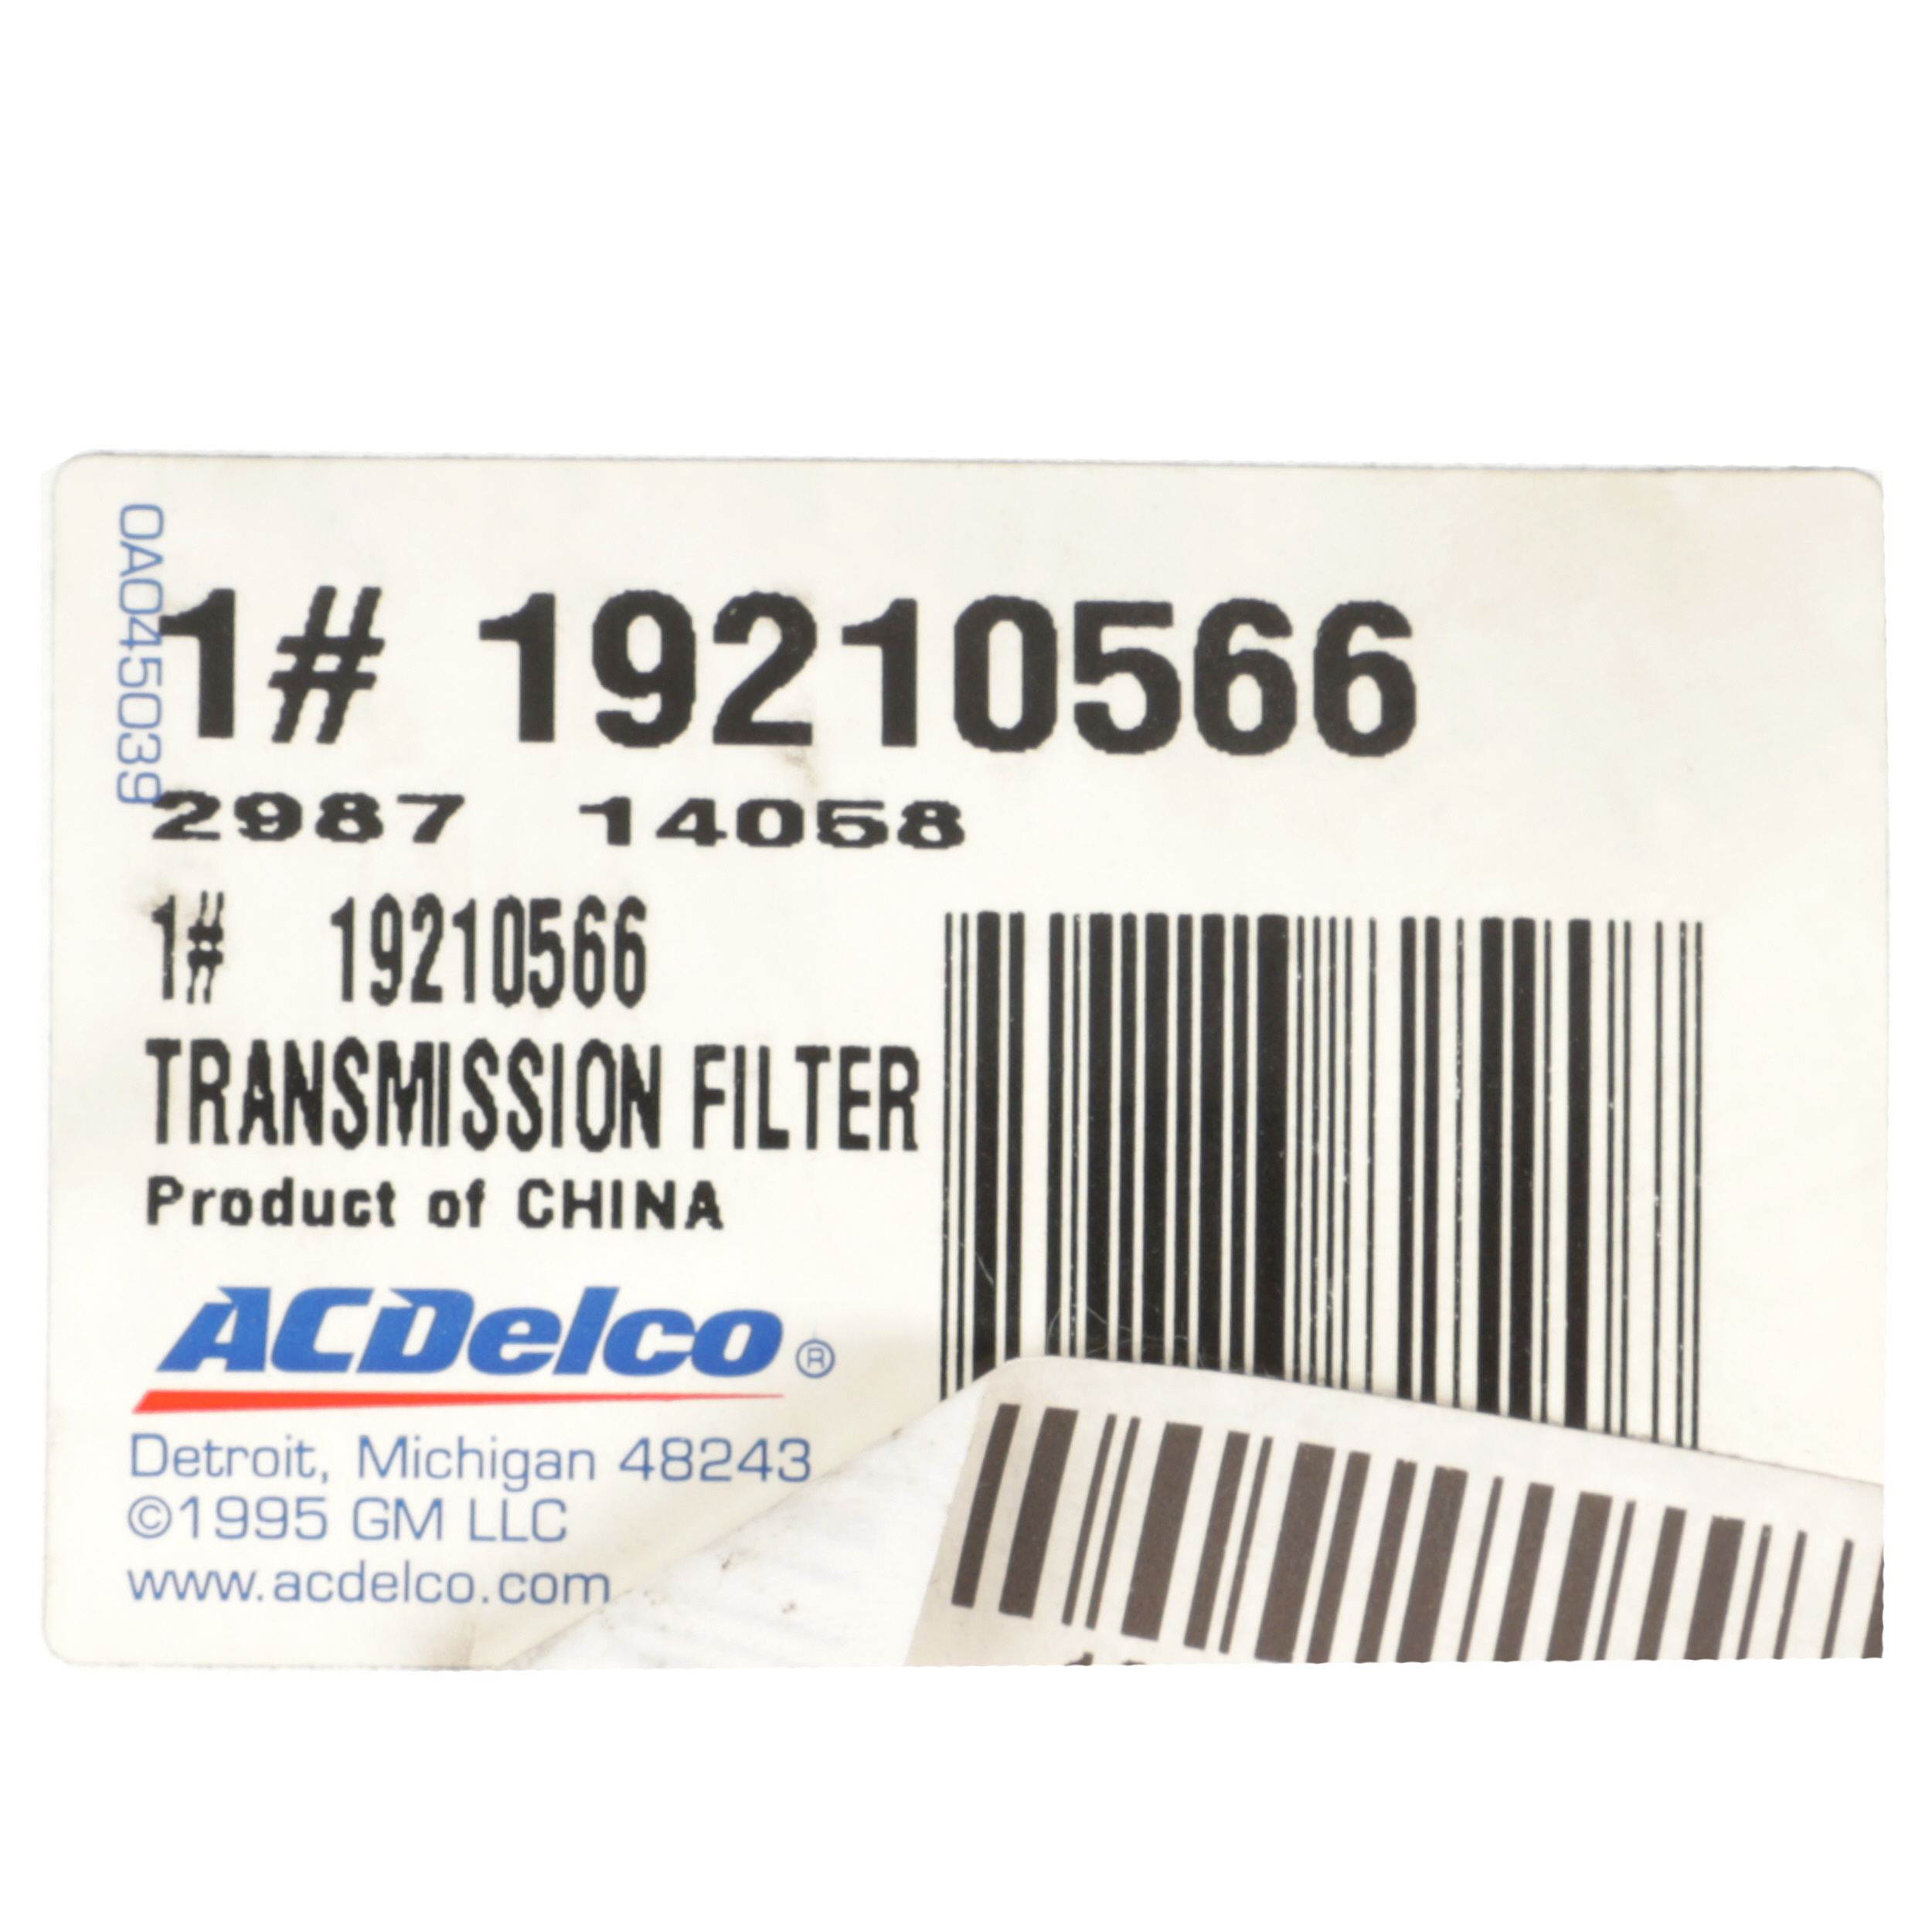 0A045039
1# 19210566
2987 14058
1# 19210566
TRANSMISSION FILTER
Product of CHINA
ACDelco®
Detroit, Michigan 48243
©1995 GM LLC
www.acdelco.com